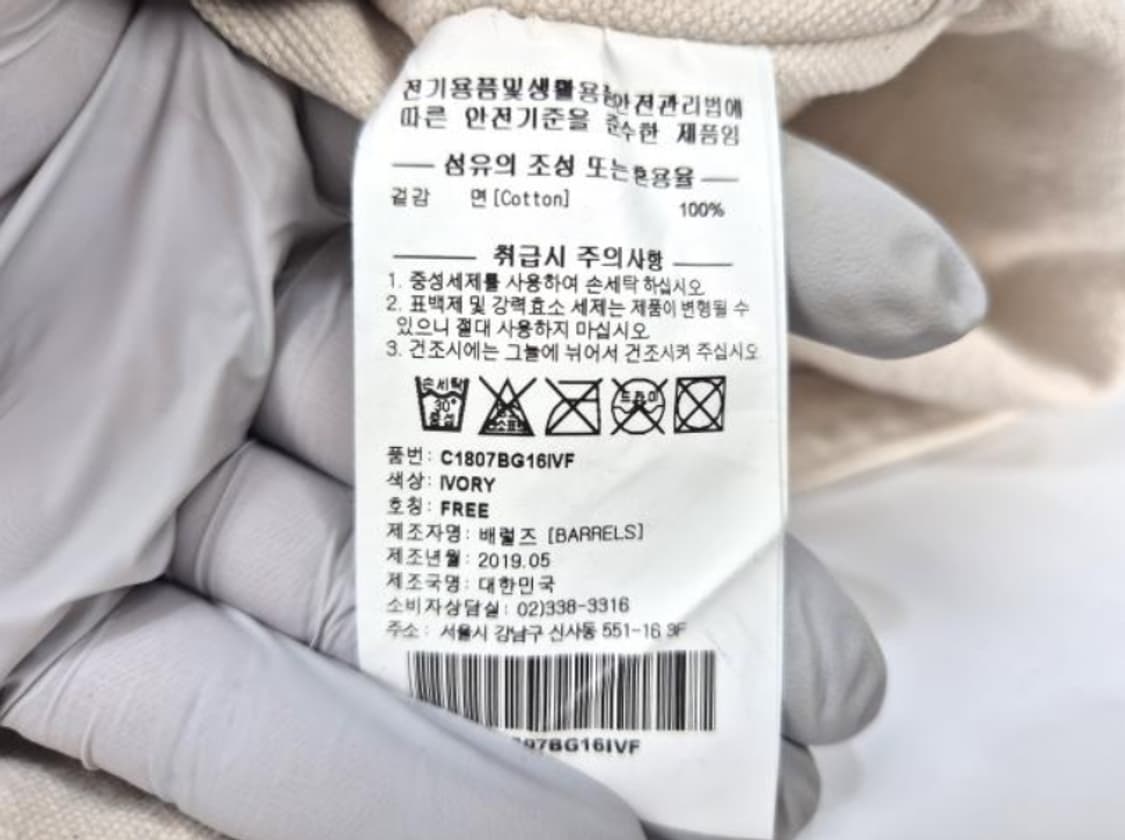 전기용품및생활용품안전관리법에
따른 안전기준을 준수한 제품임
섬유의 조성 또는 혼용율
겉감 면 [Cotton] 100%
취급시 주의사항
1. 중성세제를 사용하여 손세탁 하십시오
2. 표백제 및 강력효소 세제는 제품이 변형될 수
있으니 절대 사용하지 마십시오
3. 건조시에는 그늘에 뉘어서 건조시켜 주십시오
손세탁 30° 중성 드라이
품번: C1807BG16IVF
색상: IVORY
호칭: FREE
제조자명: 배럴즈 [BARRELS]
제조년월: 2019.05
제조국명: 대한민국
소비자상담실: 02)338-3316
주소: 서울시 강남구 신사동 551-16 3F
07BG16IVF